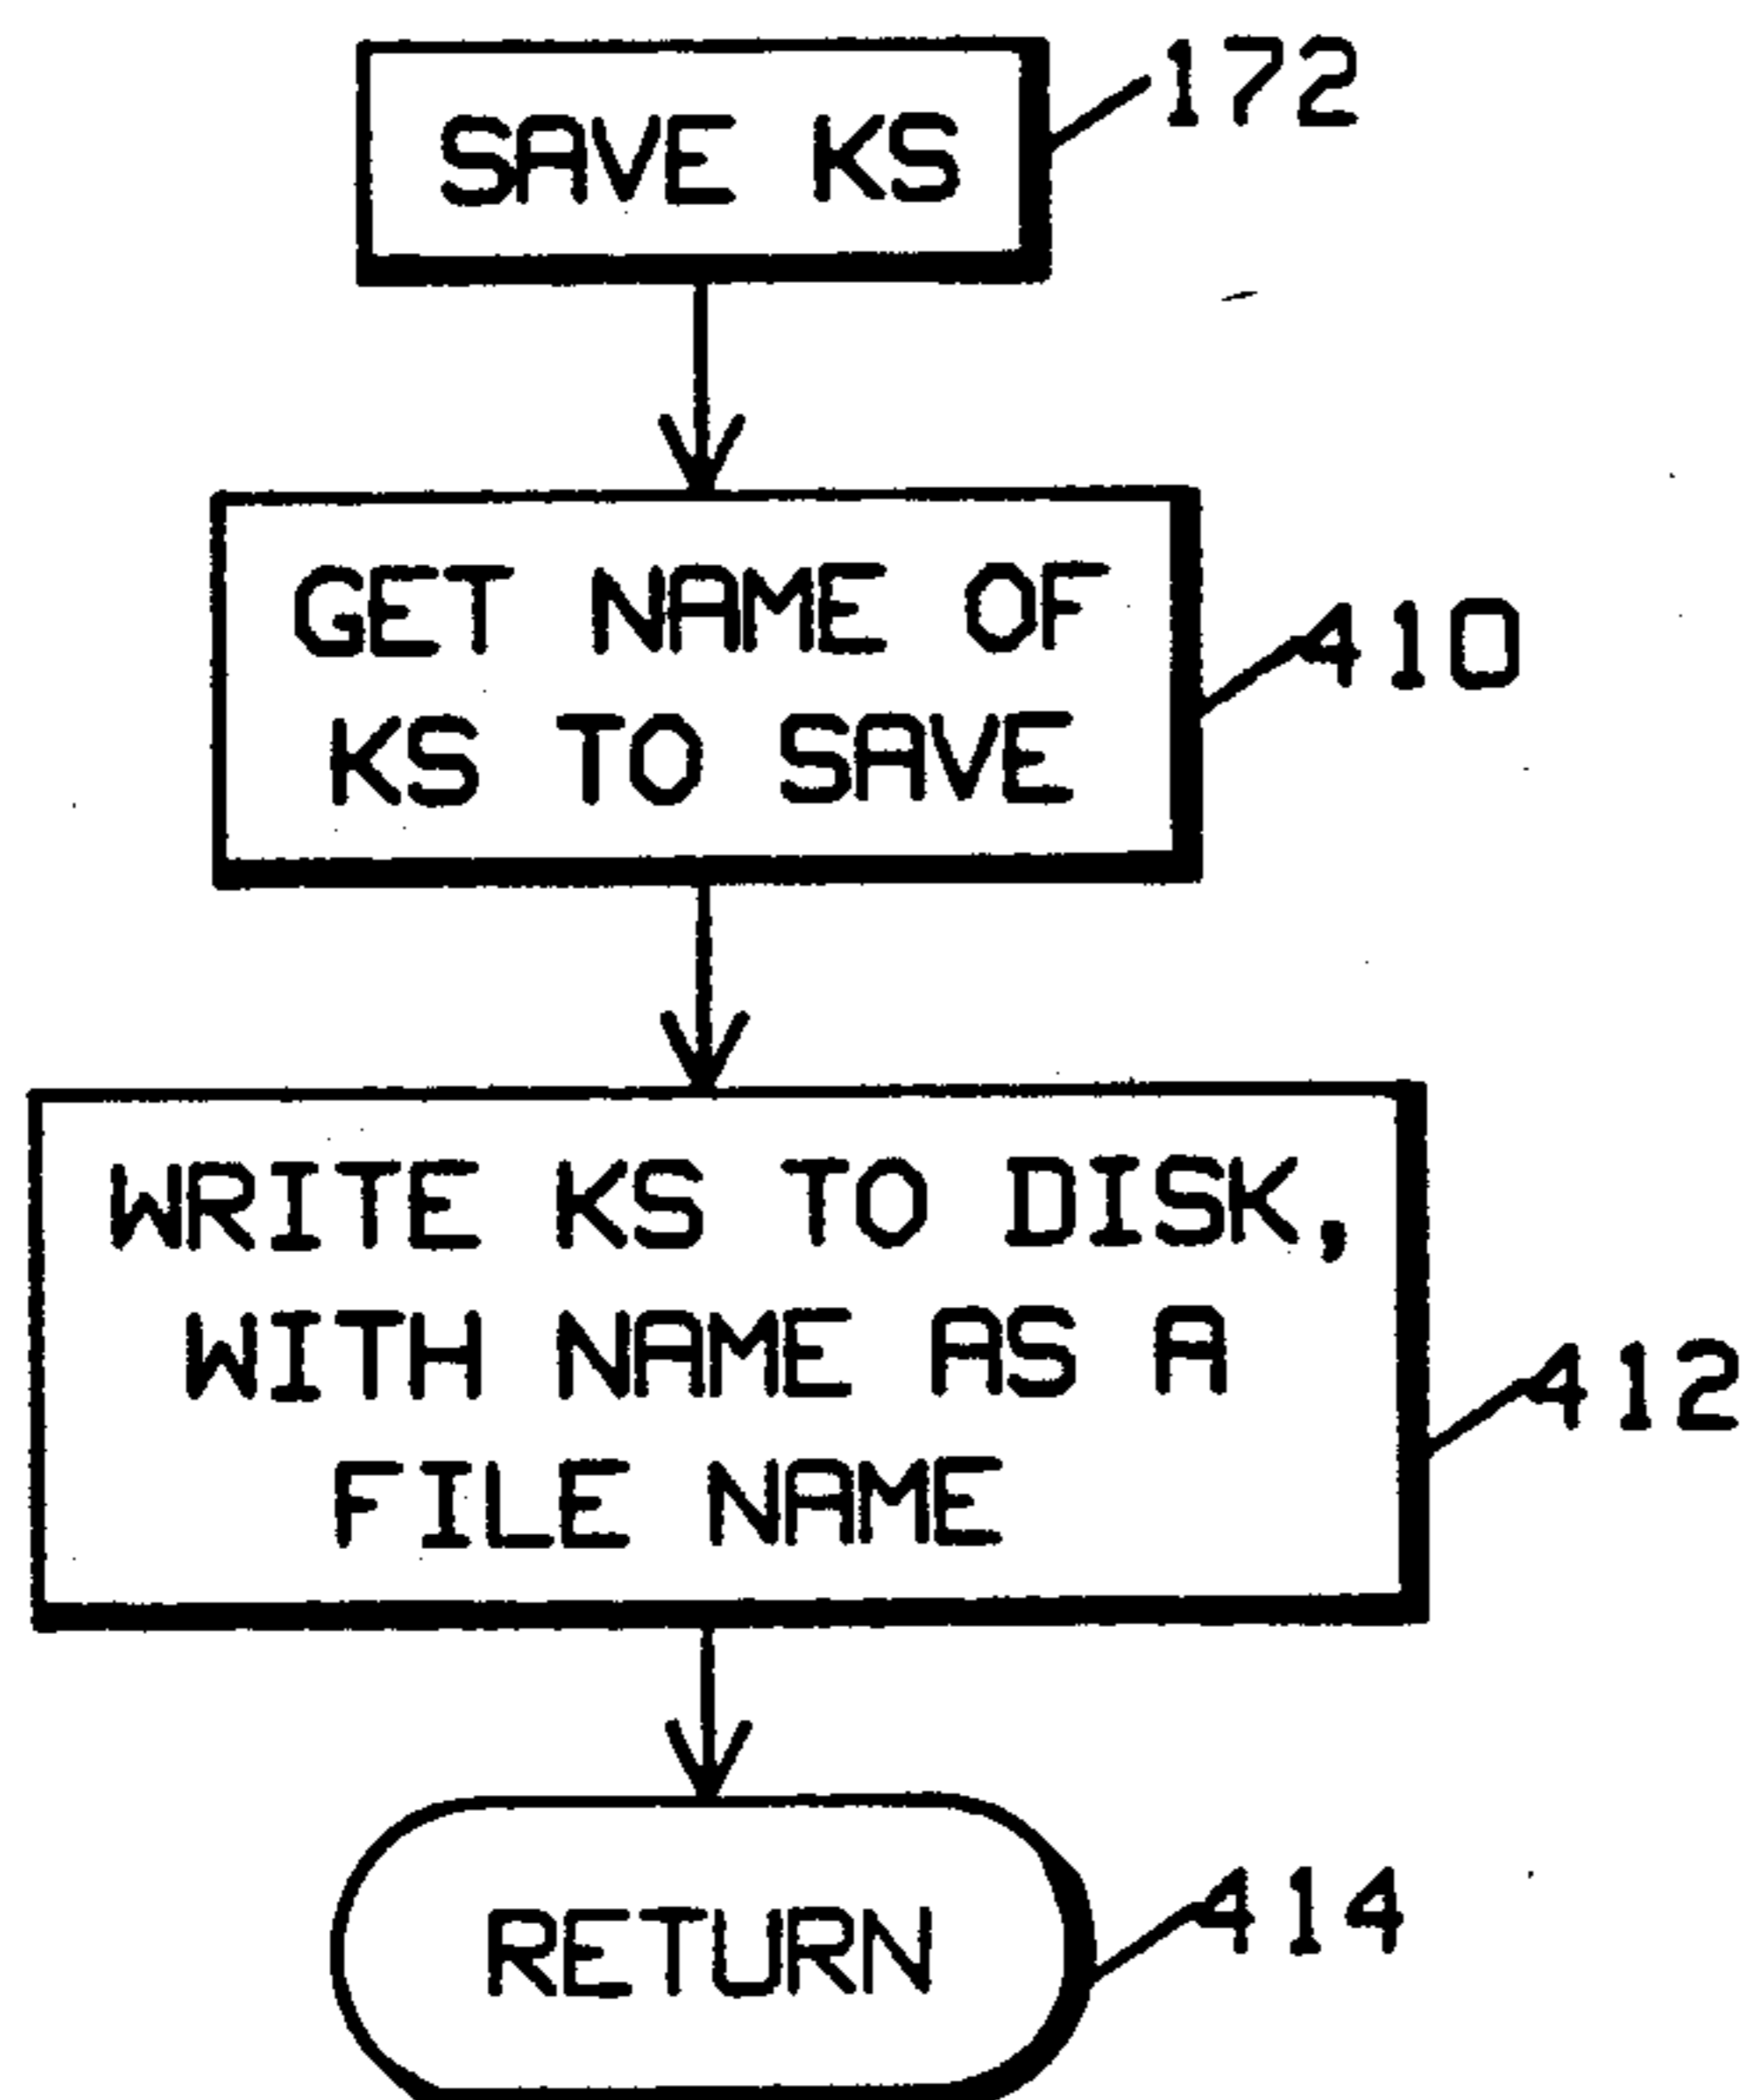 SAVE KS
172
GET NAME OF
KS TO SAVE
410
WRITE KS TO DISK,
WITH NAME AS A
FILE NAME
412
RETURN
414